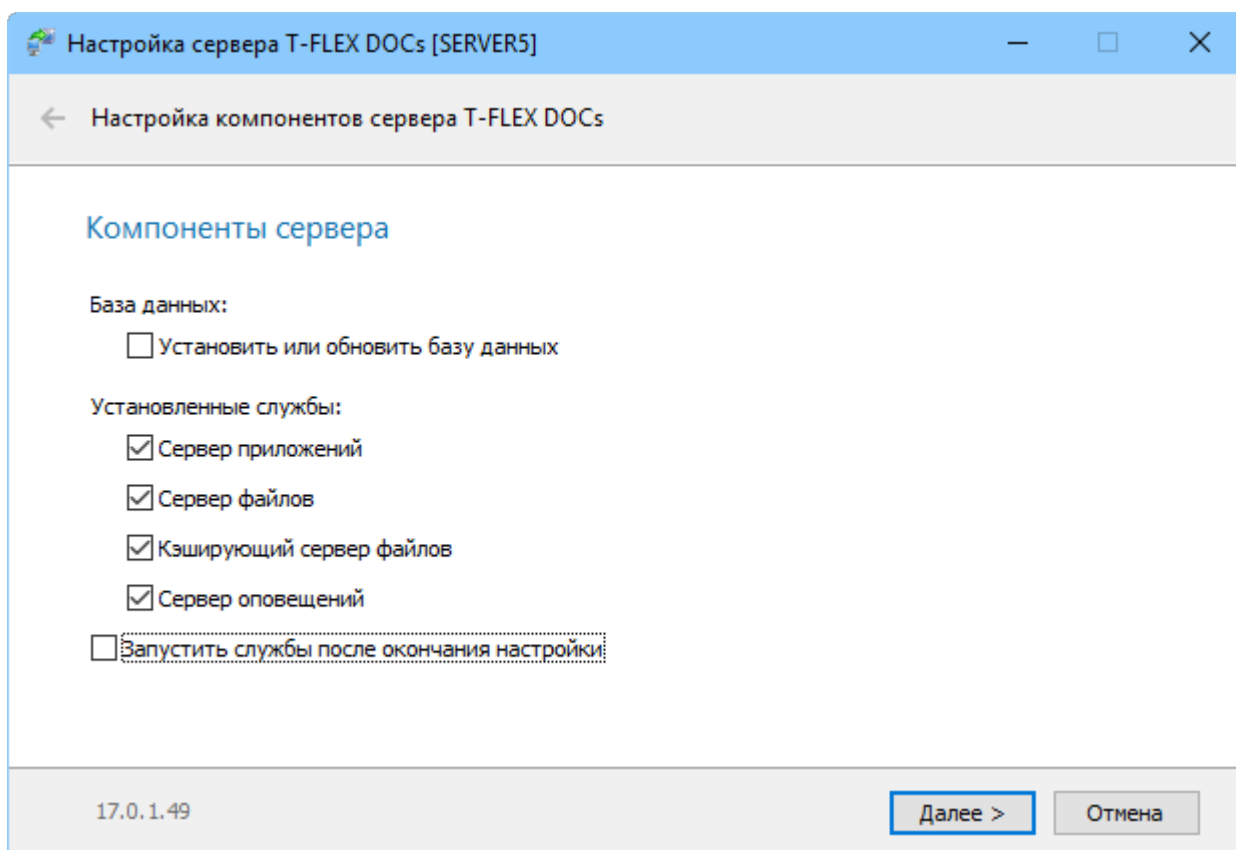 Настройка сервера T-FLEX DOCs [SERVER5]
Настройка компонентов сервера T-FLEX DOCs
Компоненты сервера
База данных:
Установить или обновить базу данных
Установленные службы:
Сервер приложений
Сервер файлов
Кэширующий сервер файлов
Сервер оповещений
Запустить службы после окончания настройки
17.0.1.49
Далее >
Отмена